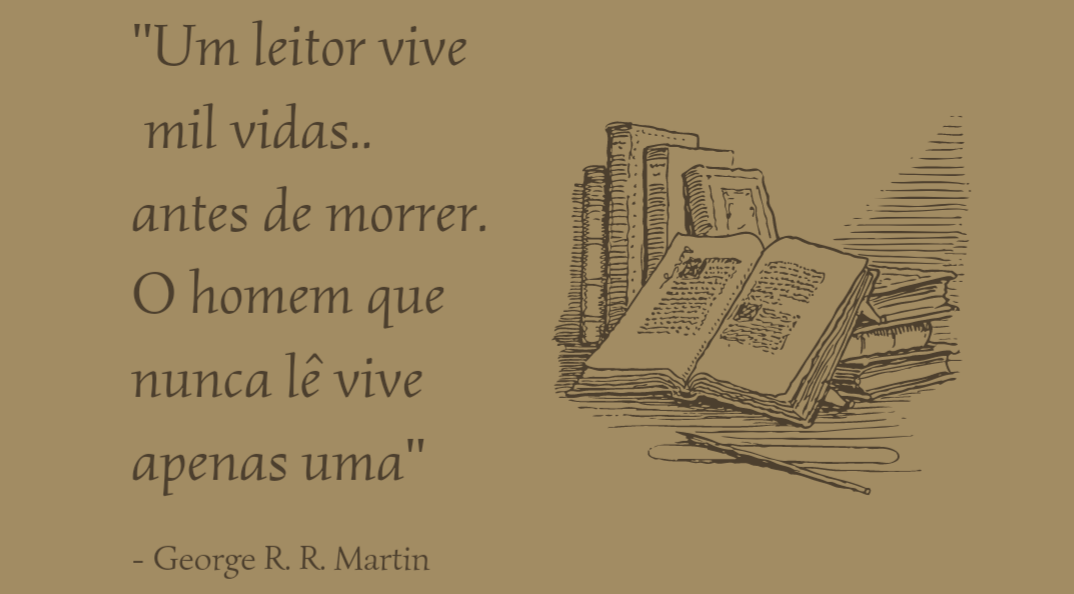 "Um leitor vive
mil vidas..
antes de morrer.
O homem que
nunca lê vive
apenas uma"
- George R. R. Martin